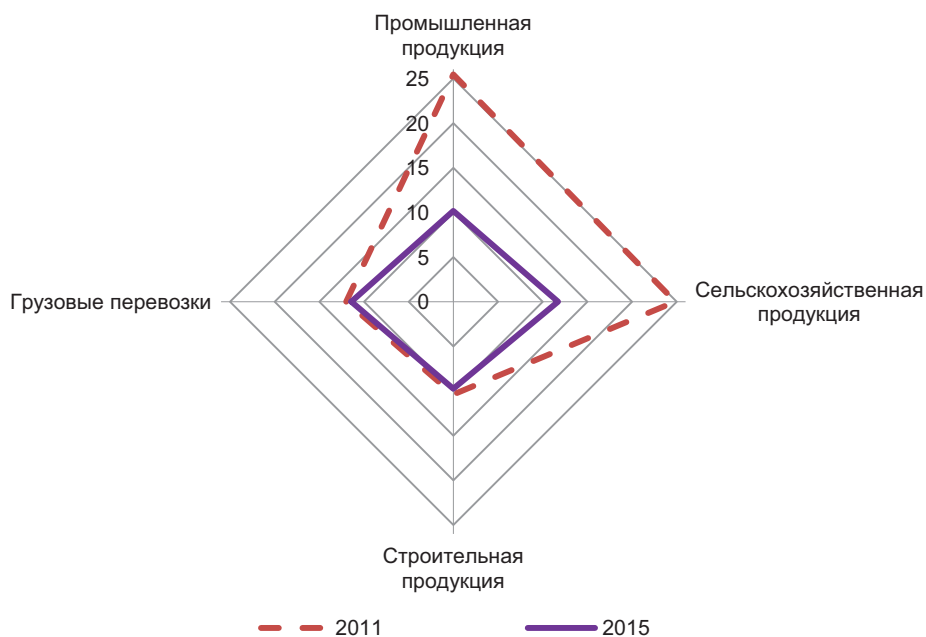 Промышленная
продукция
25
20
15
10
5
0
Грузовые перевозки
Сельскохозяйственная
продукция
Строительная
продукция
2011
2015